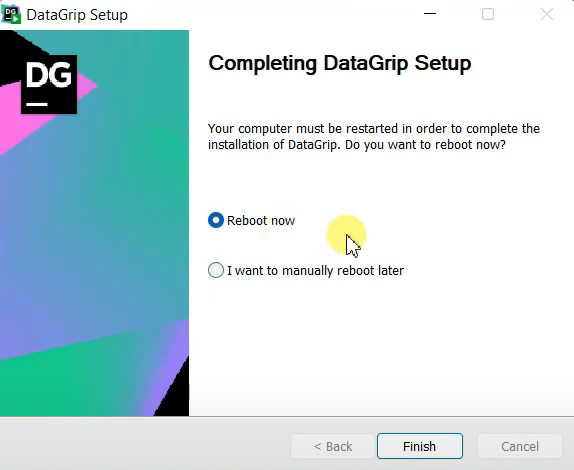 DG
DataGrip Setup
DG
Completing DataGrip Setup
Your computer must be restarted in order to complete the
installation of DataGrip. Do you want to reboot now?
Reboot now
I want to manually reboot later
< Back
Finish
Cancel